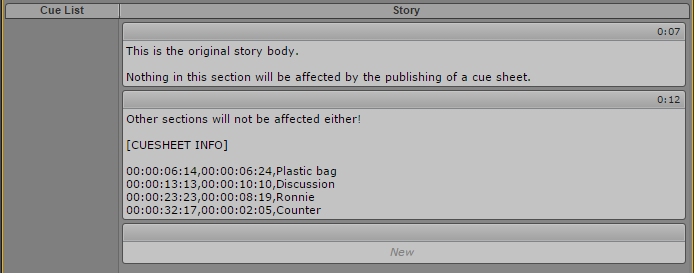 Cue List
Story
0:07
This is the original story body.
Nothing in this section will be affected by the publishing of a cue sheet.
0:12
Other sections will not be affected either!
[CUESHEET INFO]
00:00:06:14,00:00:06:24,Plastic bag
00:00:13:13,00:00:10:10,Discussion
00:00:23:23,00:00:08:19,Ronnie
00:00:32:17,00:00:02:05,Counter
New